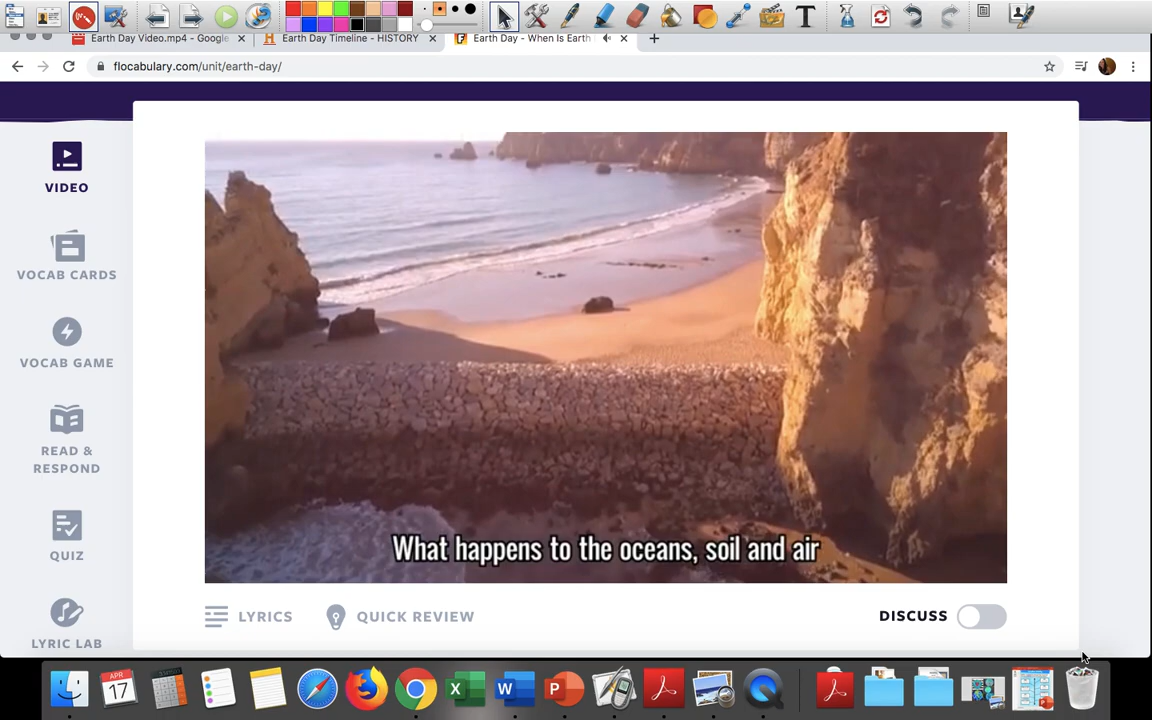 Earth Day Video.mp4 - Google
Earth Day Timeline - HISTORY
Earth Day - When Is Earth
flocabulary.com/unit/earth-day/
VIDEO
VOCAB CARDS
VOCAB GAME
READ &
RESPOND
QUIZ
LYRIC LAB
What happens to the oceans, soil and air
LYRICS
QUICK REVIEW
DISCUSS
APR
17